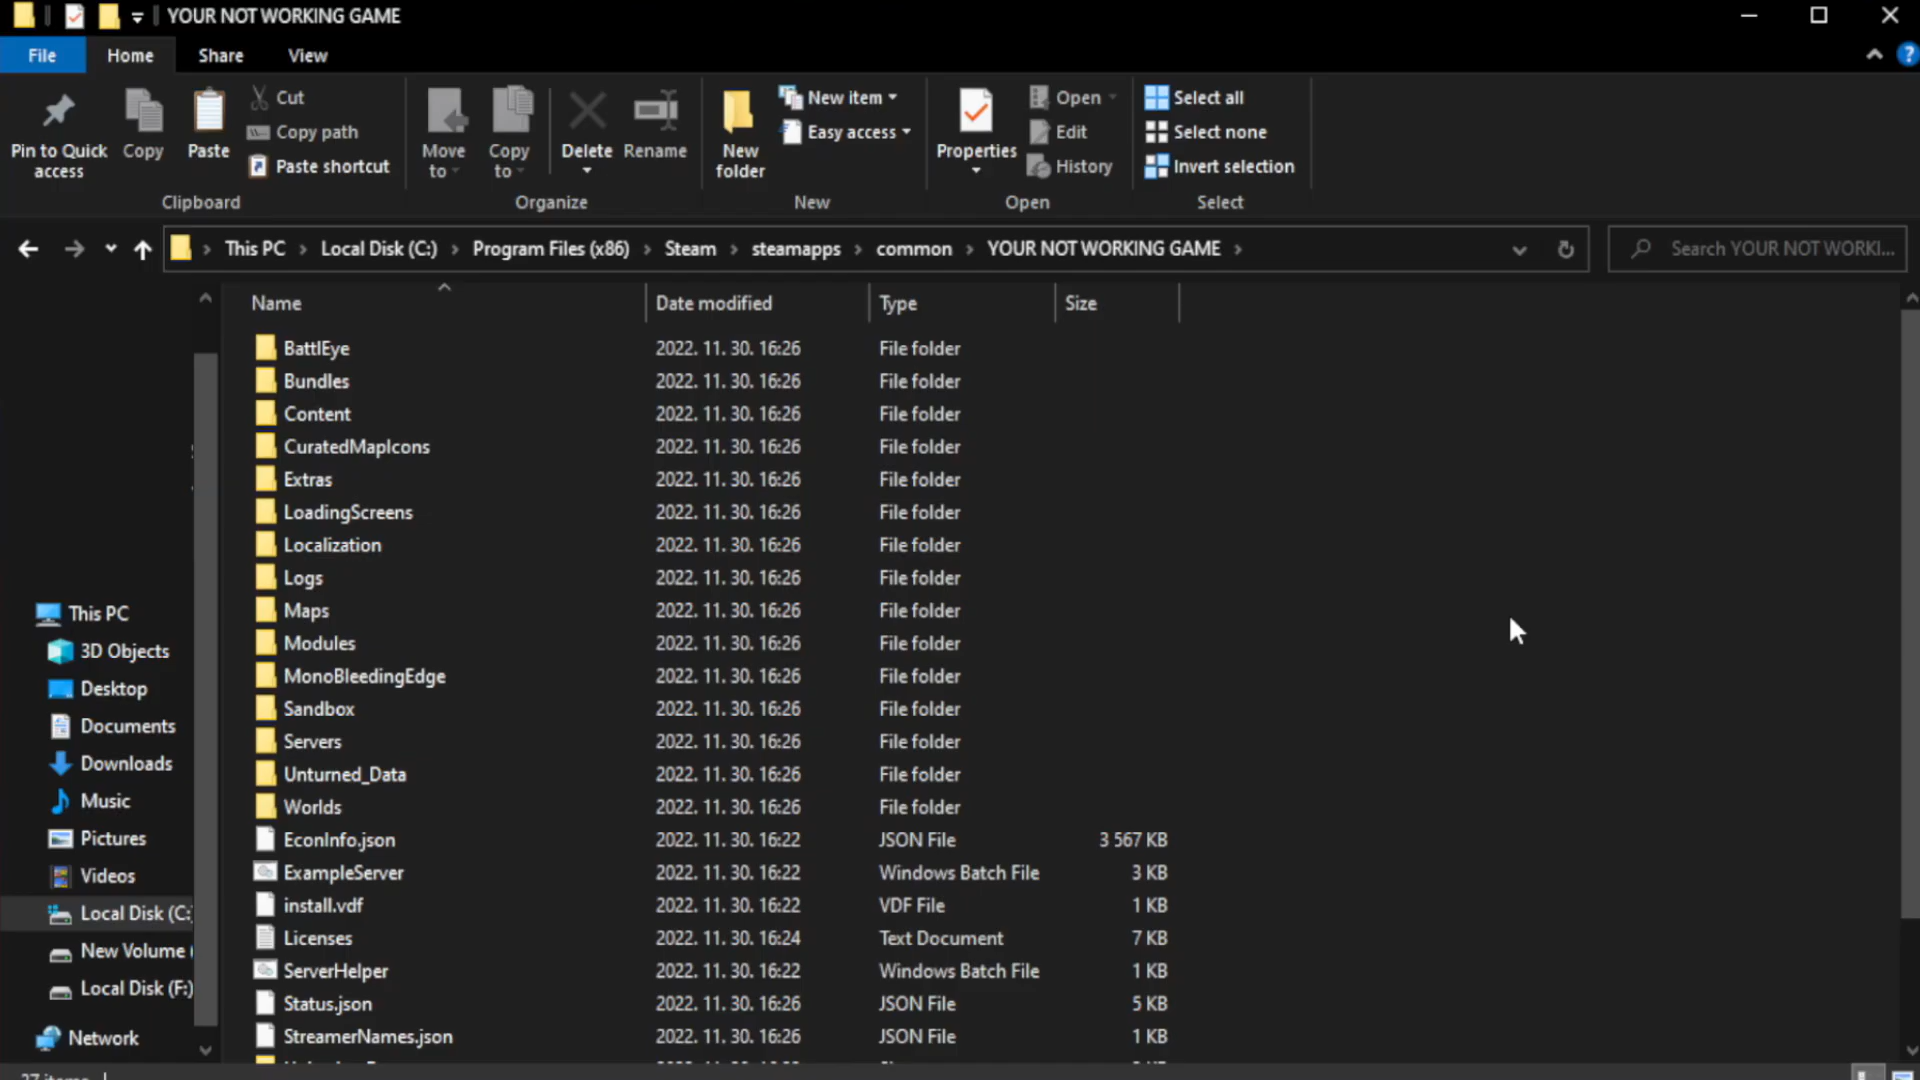 YOUR NOT WORKING GAME
File Home Share View
Pin to Quick access
Copy
Paste
Cut
Copy path
Paste shortcut
Clipboard
Move to
Copy to
Delete
Rename
Organize
New folder
New item
Easy access
New
Properties
Open
Edit
History
Open
Select all
Select none
Invert selection
Select
This PC > Local Disk (C:) > Program Files (x86) > Steam > steamapps > common > YOUR NOT WORKING GAME >
Search YOUR NOT WORKI...
This PC
3D Objects
Desktop
Documents
Downloads
Music
Pictures
Videos
Local Disk (C:
New Volume (
Local Disk (F:)
Network
Name Date modified Type Size
BattlEye 2022. 11. 30. 16:26 File folder
Bundles 2022. 11. 30. 16:26 File folder
Content 2022. 11. 30. 16:26 File folder
CuratedMapIcons 2022. 11. 30. 16:26 File folder
Extras 2022. 11. 30. 16:26 File folder
LoadingScreens 2022. 11. 30. 16:26 File folder
Localization 2022. 11. 30. 16:26 File folder
Logs 2022. 11. 30. 16:26 File folder
Maps 2022. 11. 30. 16:26 File folder
Modules 2022. 11. 30. 16:26 File folder
MonoBleedingEdge 2022. 11. 30. 16:26 File folder
Sandbox 2022. 11. 30. 16:26 File folder
Servers 2022. 11. 30. 16:26 File folder
Unturned_Data 2022. 11. 30. 16:26 File folder
Worlds 2022. 11. 30. 16:26 File folder
EconInfo.json 2022. 11. 30. 16:22 JSON File 3 567 KB
ExampleServer 2022. 11. 30. 16:22 Windows Batch File 3 KB
install.vdf 2022. 11. 30. 16:22 VDF File 1 KB
Licenses 2022. 11. 30. 16:24 Text Document 7 KB
ServerHelper 2022. 11. 30. 16:22 Windows Batch File 1 KB
Status.json 2022. 11. 30. 16:26 JSON File 5 KB
StreamerNames.json 2022. 11. 30. 16:26 JSON File 1 KB